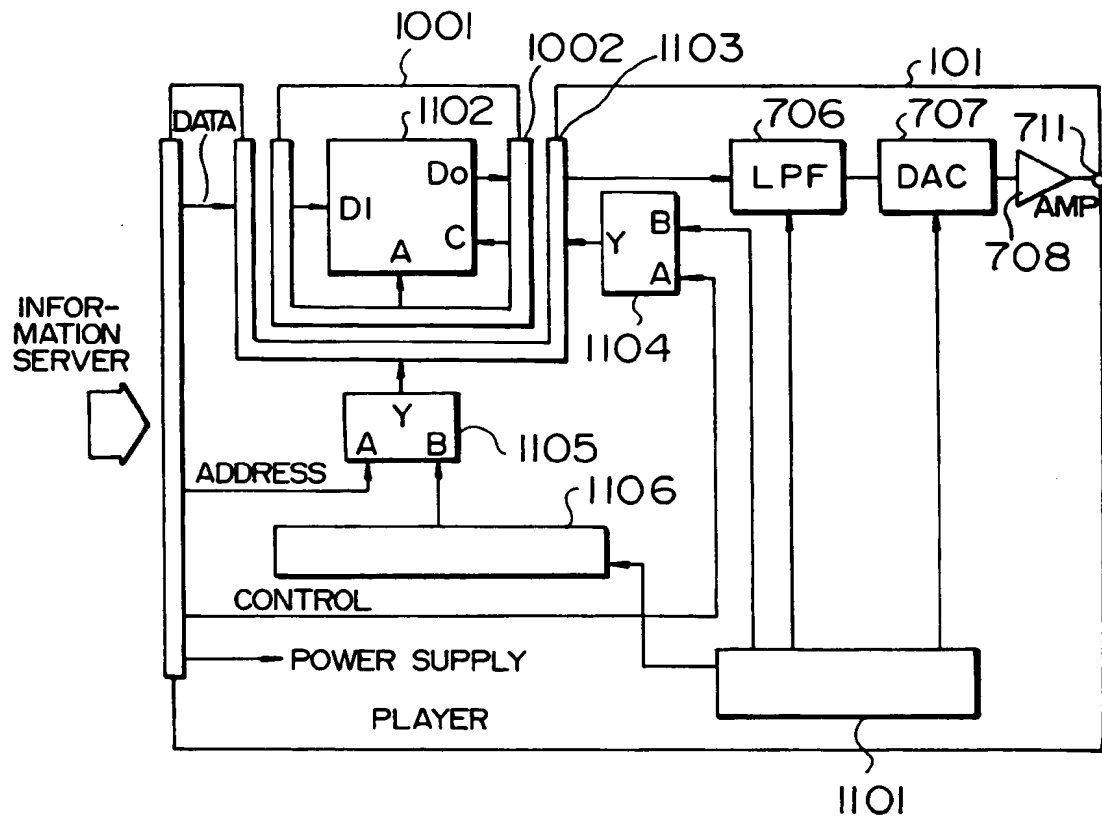 1001
1002
1103
101
DATA
1102
706
707
711
Do
DI
C
A
LPF
DAC
AMP
708
Y
B
A
1104
INFOR-
MATION
SERVER
Y
A B
1105
ADDRESS
1106
CONTROL
POWER SUPPLY
PLAYER
1101